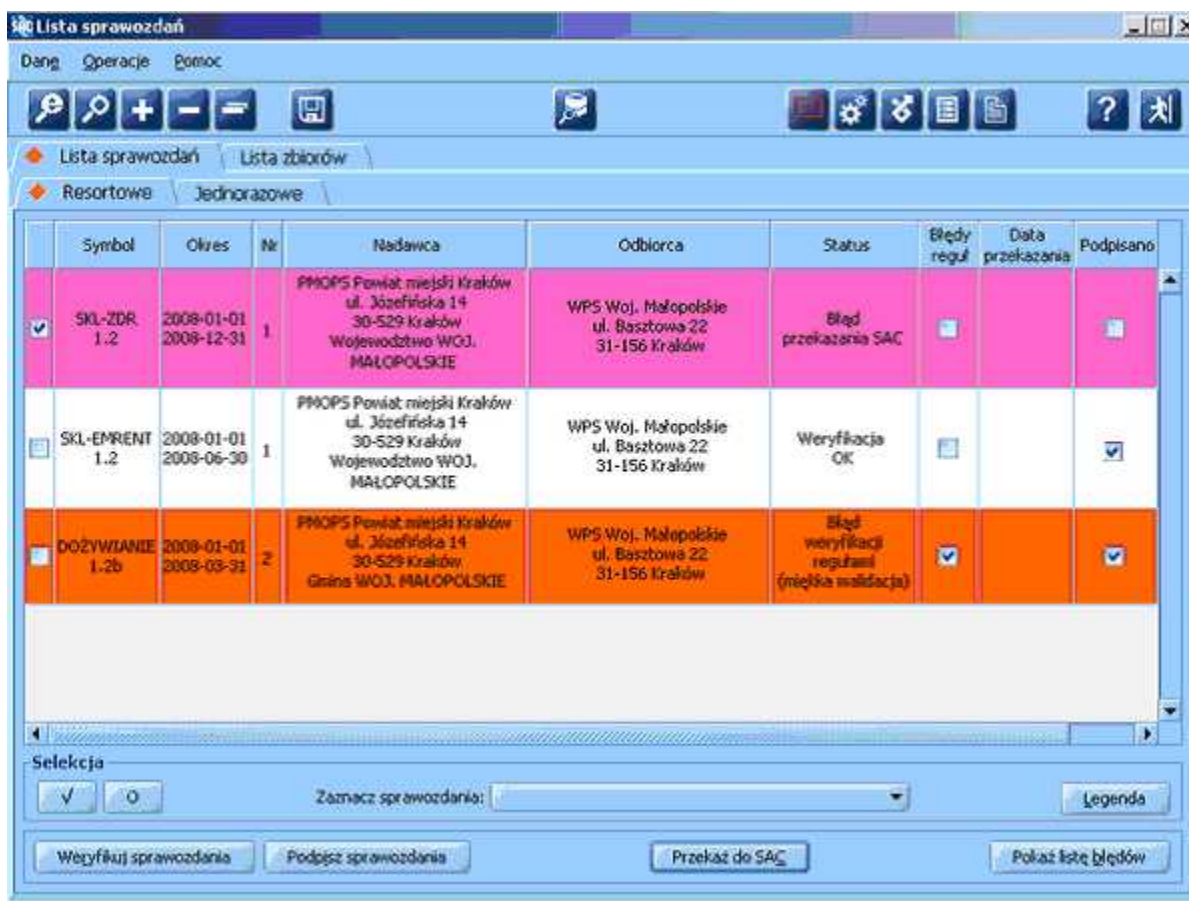 Lista sprawozdań
Dane Operacje Pomoc
Lista sprawozdań Lista zbiorów
Resortowe Jednorazowe
Symbol Okres Nr Nadawca Odbiorca Status Błędy reguł Data przekazania Podpisano
SKL-ZDR
1.2
2008-01-01
2008-12-31
1
PMOPS Powiat miejski Kraków
ul. Józefińska 14
30-529 Kraków
Województwo WOJ.
MAŁOPOLSKIE
WPS Woj. Małopolskie
ul. Basztowa 22
31-156 Kraków
Błąd
przekazania SAC
SKL-EMRENT
1.2
2008-01-01
2008-06-30
1
PMOPS Powiat miejski Kraków
ul. Józefińska 14
30-529 Kraków
Województwo WOJ.
MAŁOPOLSKIE
WPS Woj. Małopolskie
ul. Basztowa 22
31-156 Kraków
Weryfikacja
OK
DOŻYWIANIE
1.2b
2008-01-01
2008-03-31
2
PMOPS Powiat miejski Kraków
ul. Józefińska 14
30-529 Kraków
Gmina WOJ. MAŁOPOLSKIE
WPS Woj. Małopolskie
ul. Basztowa 22
31-156 Kraków
Błąd
weryfikacji
regułami
(miękka walidacja)
Selekcja
√ O Zaznacz sprawozdania: Legenda
Weryfikuj sprawozdania Podpisz sprawozdania Przekaż do SAC Pokaż listę błędów